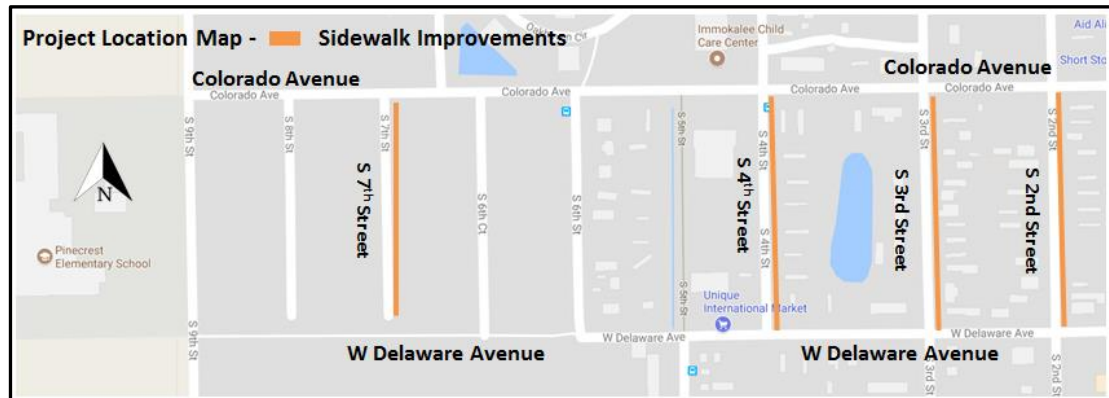 Project Location Map - Sidewalk Improvements
Immokalee Child
Care Center
Aid Ali
Short Sto
Colorado Avenue
Colorado Avenue
Colorado Ave
Colorado Ave
Colorado Ave
Colorado Ave
S 9th St
S 8th St
S 7th St
S 7th Street
S 6th Ct
S 6th St
S 5th St
S 4th St
S 4th Street
S 3rd St
S 3rd Street
S 2nd St
S 2nd Street
N
Pinecrest
Elementary School
S 5th St
S 4th St
Unique
International Market
S 9th St
W Delaware Ave
W Delaware Ave
W Delaware Avenue
W Delaware Avenue
S 3rd St
S 2nd St